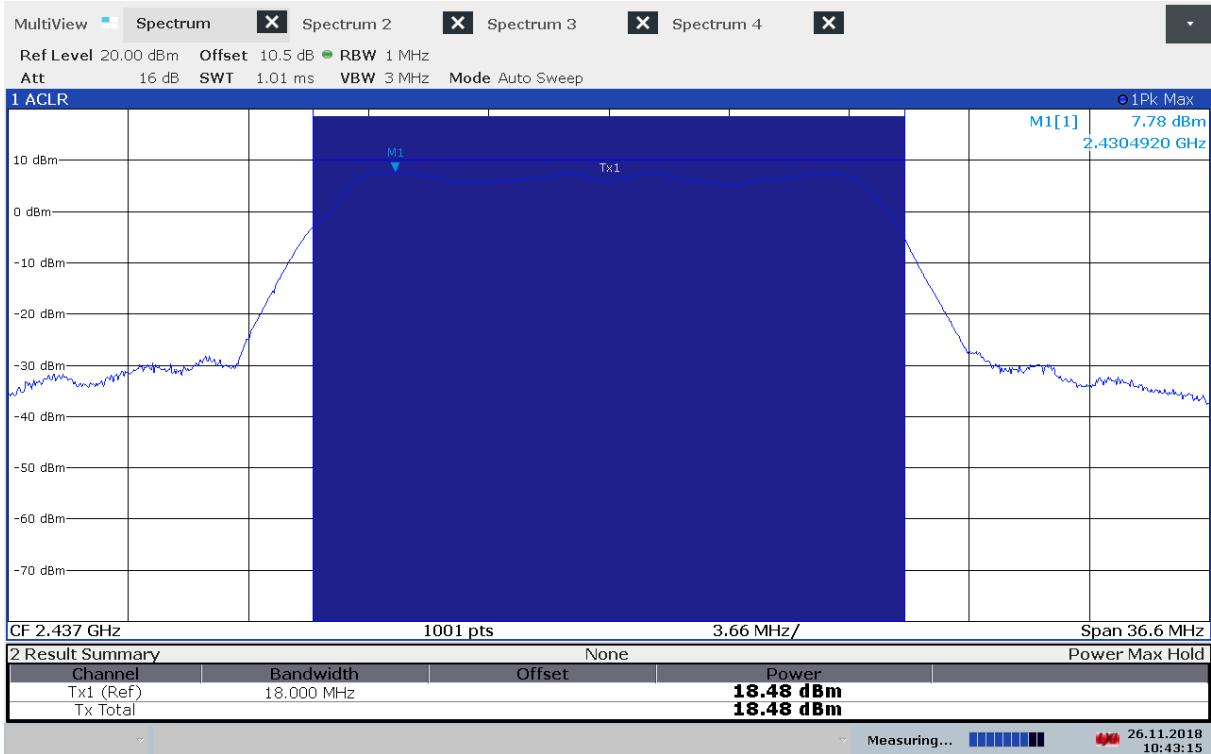 MultiView Spectrum Spectrum 2 Spectrum 3 Spectrum 4
Ref Level 20.00 dBm Offset 10.5 dB RBW 1 MHz
Att 16 dB SWT 1.01 ms VBW 3 MHz Mode Auto Sweep
1 ACLR 1Pk Max
M1[1] 7.78 dBm
2.4304920 GHz
M1
10 dBm
Tx1
0 dBm
-10 dBm
-20 dBm
-30 dBm
-40 dBm
-50 dBm
-60 dBm
-70 dBm
CF 2.437 GHz 1001 pts 3.66 MHz/ Span 36.6 MHz
2 Result Summary None Power Max Hold
Channel Bandwidth Offset Power
Tx1 (Ref) 18.000 MHz 18.48 dBm
Tx Total 18.48 dBm
Measuring... 26.11.2018
10:43:15